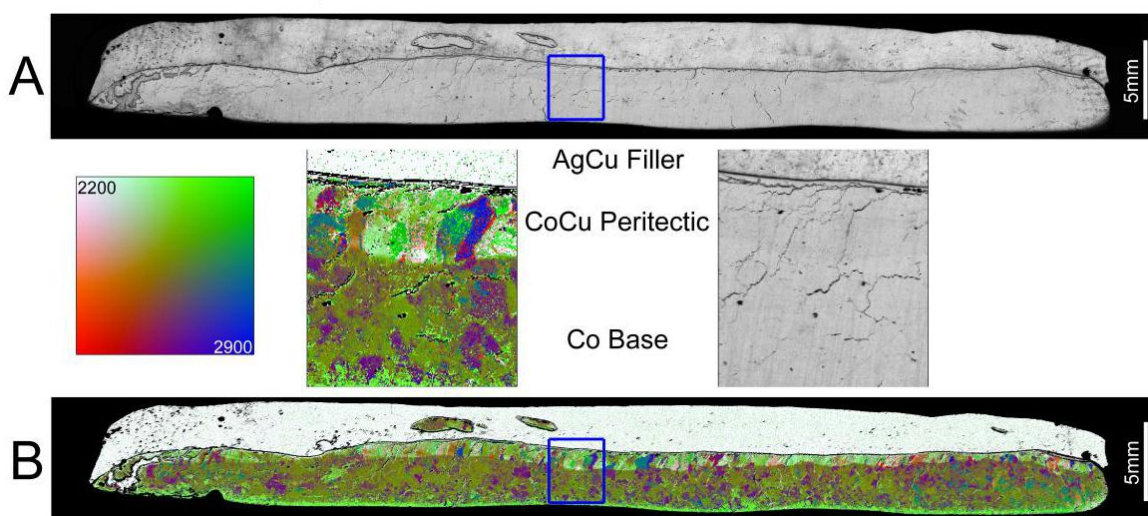 A
5mm
2200
2900
AgCu Filler
CoCu Peritectic
Co Base
B
5mm